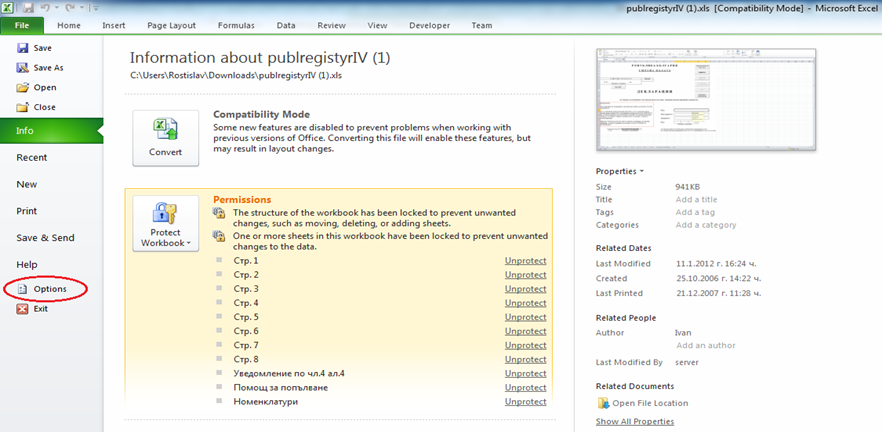 publregistyrIV (1).xls [Compatibility Mode] - Microsoft Excel
File Home Insert Page Layout Formulas Data Review View Developer Team
Save
Save As
Open
Close
Info
Recent
New
Print
Save & Send
Help
Options
Exit
Information about publregistyrIV (1)
C:\Users\Rostislav\Downloads\publregistyrIV (1).xls
Convert
Compatibility Mode
Some new features are disabled to prevent problems when working with
previous versions of Office. Converting this file will enable these features, but
may result in layout changes.
Protect
Workbook
Permissions
The structure of the workbook has been locked to prevent unwanted
changes, such as moving, deleting, or adding sheets.
One or more sheets in this workbook have been locked to prevent unwanted
changes to the data.
Стр. 1 Unprotect
Стр. 2 Unprotect
Стр. 3 Unprotect
Стр. 4 Unprotect
Стр. 5 Unprotect
Стр. 6 Unprotect
Стр. 7 Unprotect
Стр. 8 Unprotect
Уведомление по чл.4 ал.4 Unprotect
Помощ за попълване Unprotect
Номенклатури Unprotect
ДЕКЛАРАЦИЯ
Properties
Size 941KB
Title Add a title
Tags Add a tag
Categories Add a category
Related Dates
Last Modified 11.1.2012 г. 16:24 ч.
Created 25.10.2006 г. 14:22 ч.
Last Printed 21.12.2007 г. 11:28 ч.
Related People
Author Ivan
Add an author
Last Modified By server
Related Documents
Open File Location
Show All Properties